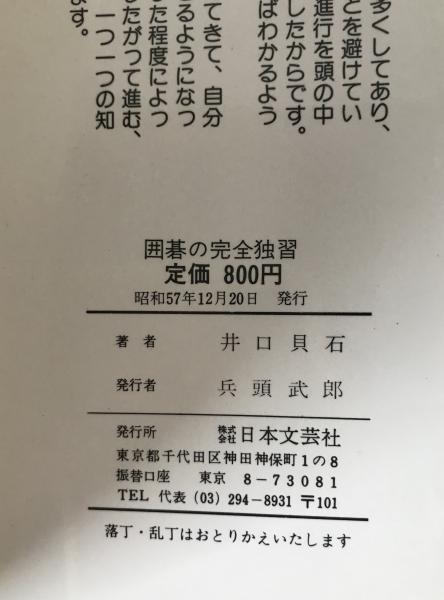 多くしてあり、
とを避けてい
進行を頭の中
したからです。
ばわかるよう
てきて、自分
るようになつ
た程度によつ
たがつて進む、
一つ一つの知
ます。
囲碁の完全独習
定価 800円
昭和57年12月20日 発行
著者 井口貝石
発行者 兵頭武郎
発行所 株式会社 日本文芸社
東京都千代田区神田神保町1の8
振替口座 東京 8-73081
TEL 代表 (03) 294-8931 〒101
落丁・乱丁はおとりかえいたします